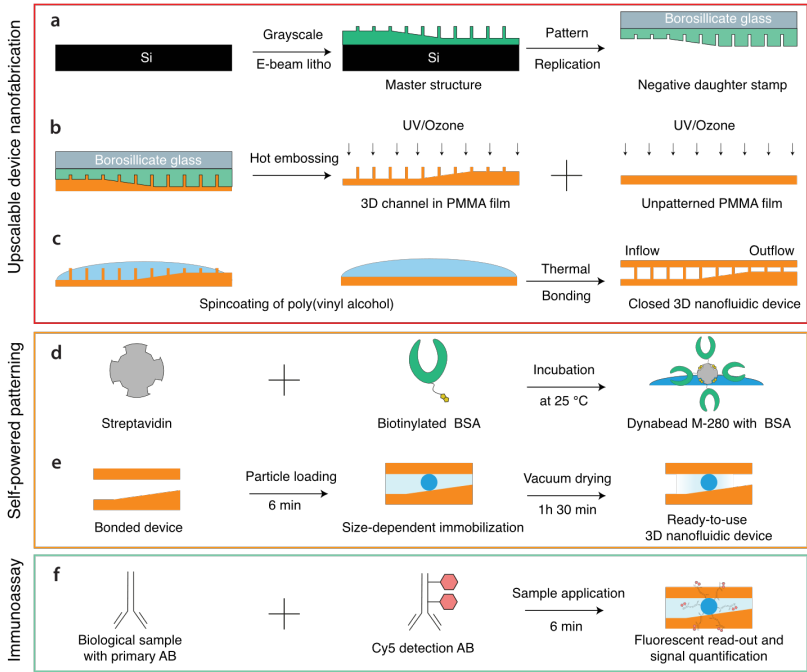 Upscalable device nanofabrication
a
Si
Grayscale
E-beam litho
Si
Master structure
Pattern
Replication
Borosilicate glass
Negative daughter stamp
b
Borosillicate glass
Hot embossing
UV/Ozone
3D channel in PMMA film
UV/Ozone
Unpatterned PMMA film
c
Spincoating of poly(vinyl alcohol)
Thermal
Bonding
Inflow
Outflow
Closed 3D nanofluidic device
Self-powered patterning
d
Streptavidin
Biotinylated BSA
Incubation
at 25 °C
Dynabead M-280 with BSA
e
Bonded device
Particle loading
6 min
Size-dependent immobilization
Vacuum drying
1h 30 min
Ready-to-use
3D nanofluidic device
Immunoassay
f
Biological sample
with primary AB
Cy5 detection AB
Sample application
6 min
Fluorescent read-out and
signal quantification